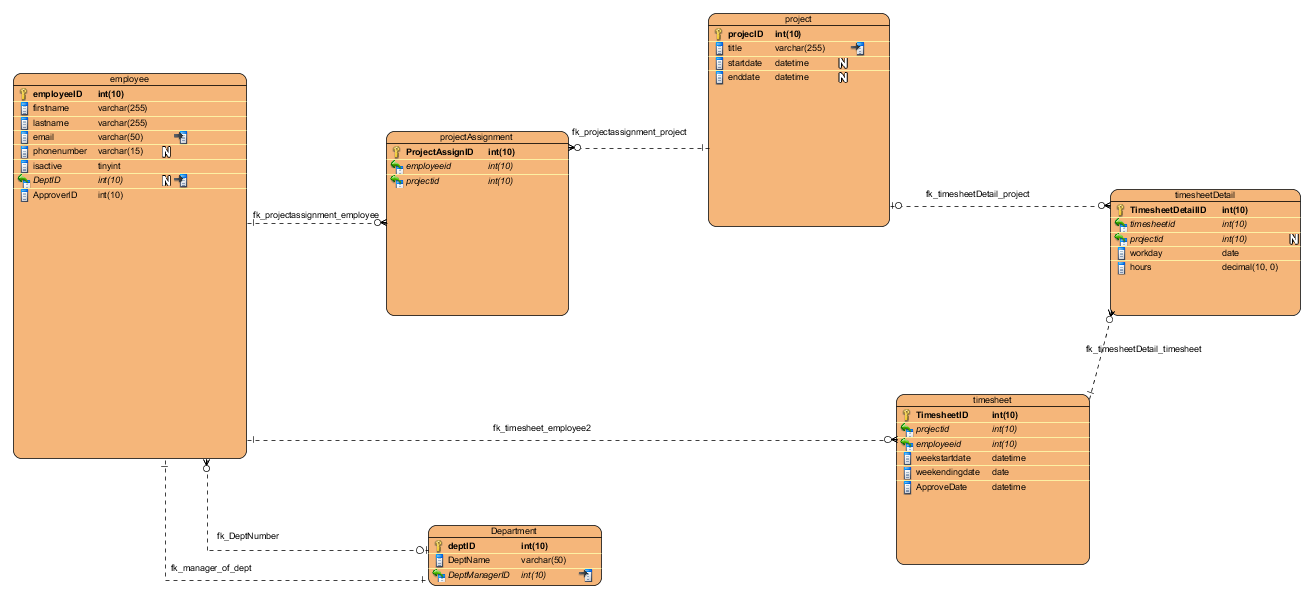 project
projecID int(10)
title varchar(255)
startdate datetime N
enddate datetime N
employee
employeeID int(10)
firstname varchar(255)
lastname varchar(255)
email varchar(50)
phonenumber varchar(15) N
isactive tinyint
DeptID int(10) N
ApproverID int(10)
fk_projectassignment_project
projectAssignment
ProjectAssignID int(10)
employeeid int(10)
projectid int(10)
fk_projectassignment_employee
fk_timesheetDetail_project
timesheetDetail
TimesheetDetailID int(10)
timesheetid int(10)
projectid int(10) N
workday date
hours decimal(10, 0)
fk_timesheetDetail_timesheet
timesheet
TimesheetID int(10)
projectid int(10)
employeeid int(10)
weekstartdate datetime
weekendingdate date
ApproveDate datetime
fk_timesheet_employee2
fk_DeptNumber
fk_manager_of_dept
Department
deptID int(10)
DeptName varchar(50)
DeptManagerID int(10)